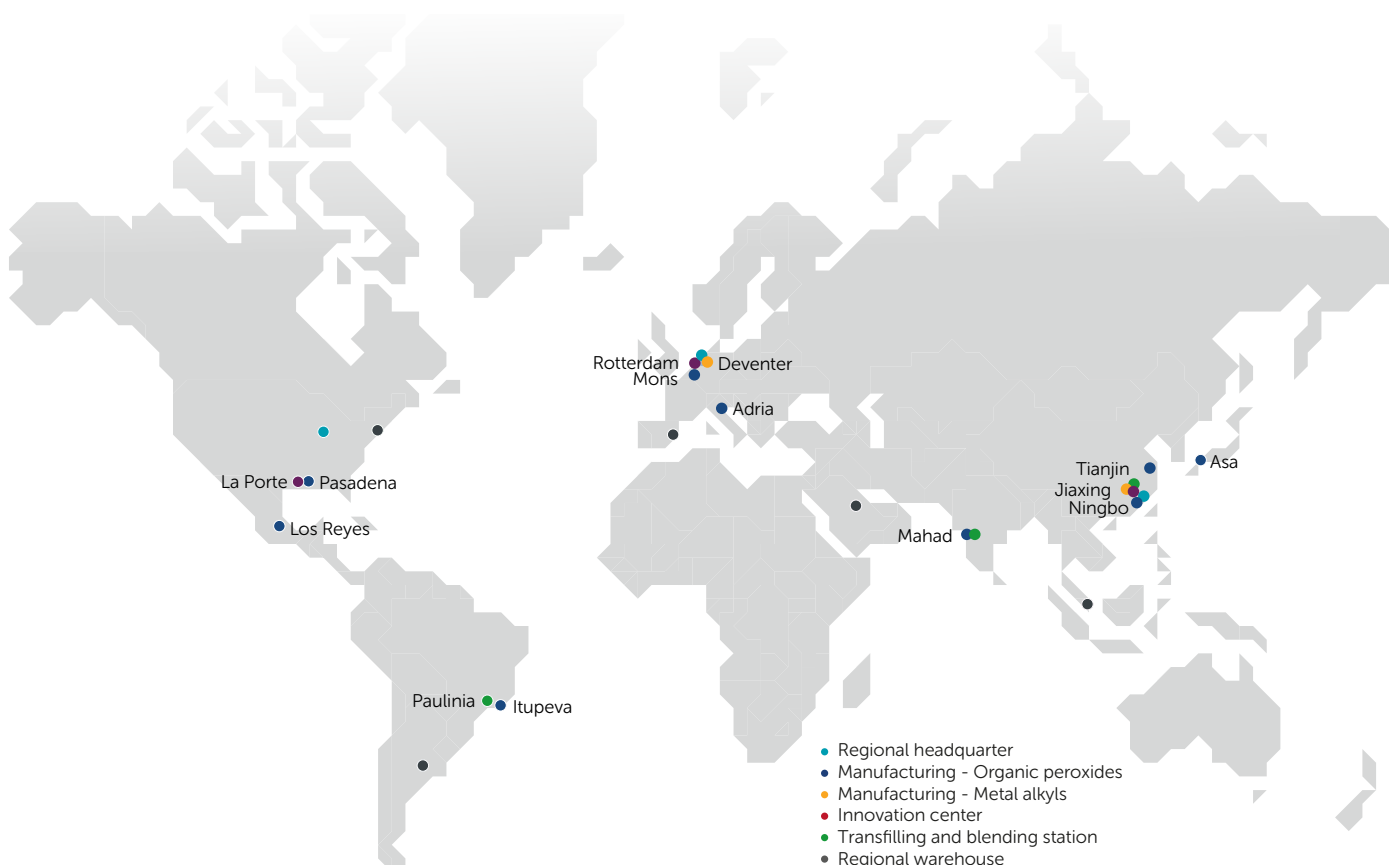 Rotterdam
Mons
Deventer
Adria
La Porte
Pasadena
Los Reyes
Tianjin
Jiaxing
Ningbo
Asa
Mahad
Paulinia
Itupeva
Regional headquarter
Manufacturing - Organic peroxides
Manufacturing - Metal alkyls
Innovation center
Transfilling and blending station
Regional warehouse